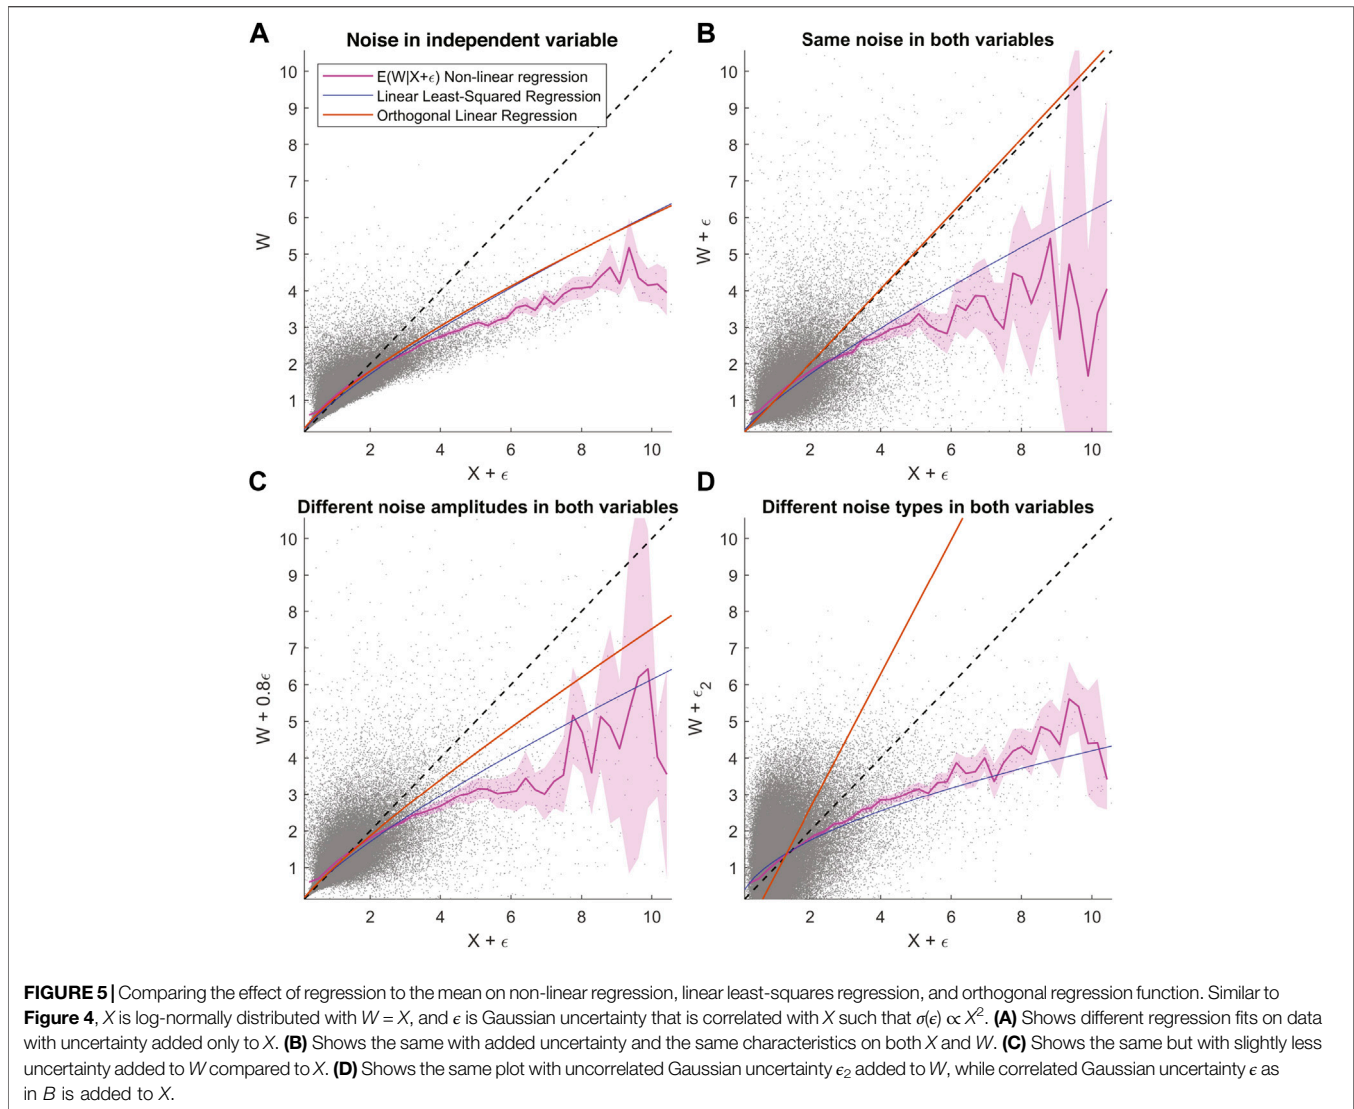 A
Noise in independent variable
E(W|X+ϵ) Non-linear regression
Linear Least-Squared Regression
Orthogonal Linear Regression
10
9
8
7
6
5
4
3
2
1
W
2 4 6 8 10
X + ϵ
B
Same noise in both variables
10
9
8
7
6
5
4
3
2
1
W + ϵ
2 4 6 8 10
X + ϵ
C
Different noise amplitudes in both variables
10
9
8
7
6
5
4
3
2
1
W + 0.8ϵ
2 4 6 8 10
X + ϵ
D
Different noise types in both variables
10
9
8
7
6
5
4
3
2
1
W + ϵ₂
2 4 6 8 10
X + ϵ
FIGURE 5 | Comparing the effect of regression to the mean on non-linear regression, linear least-squares regression, and orthogonal regression function. Similar to
Figure 4, X is log-normally distributed with W = X, and ϵ is Gaussian uncertainty that is correlated with X such that σ(ϵ) ∝ X². (A) Shows different regression fits on data
with uncertainty added only to X. (B) Shows the same with added uncertainty and the same characteristics on both X and W. (C) Shows the same but with slightly less
uncertainty added to W compared to X. (D) Shows the same plot with uncorrelated Gaussian uncertainty ϵ₂ added to W, while correlated Gaussian uncertainty ϵ as
in B is added to X.